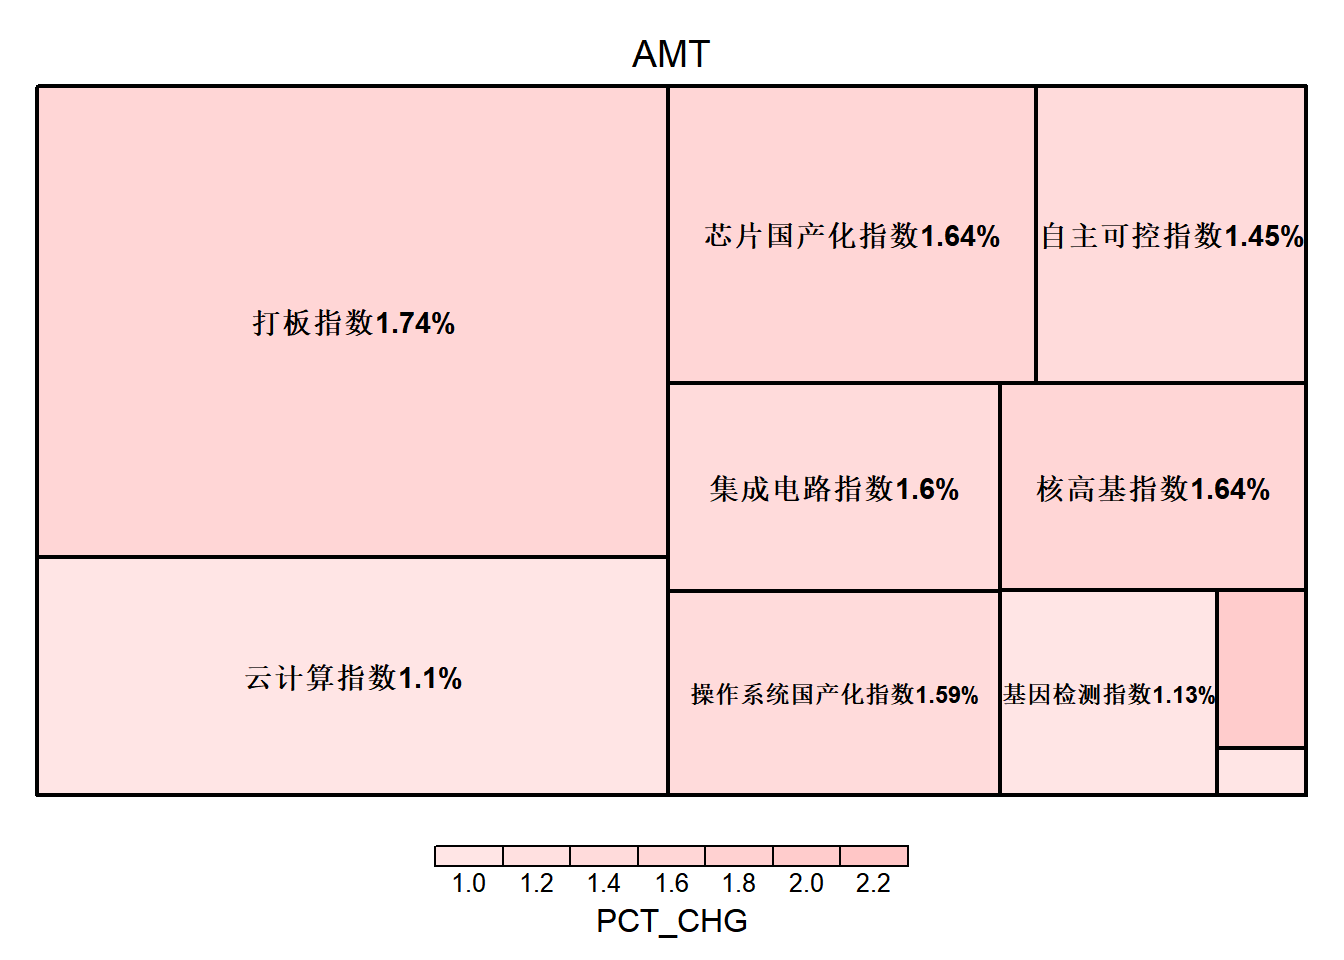 AMT
打板指数1.74%
芯片国产化指数1.64%
自主可控指数1.45%
集成电路指数1.6%
核高基指数1.64%
云计算指数1.1%
操作系统国产化指数1.59%
基因检测指数1.13%
1.0 1.2 1.4 1.6 1.8 2.0 2.2
PCT_CHG